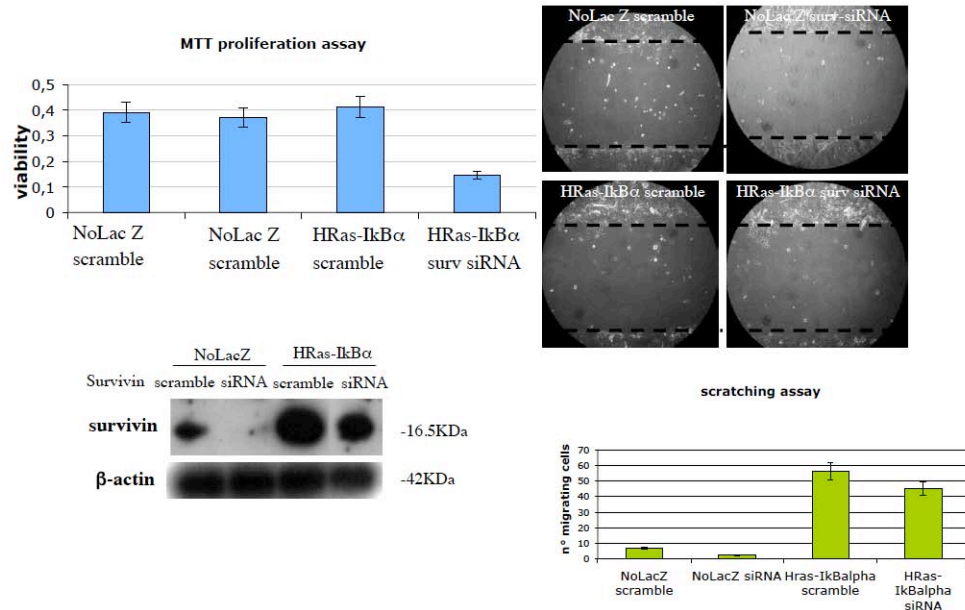 MTT proliferation assay
viability
0,5
0,4
0,3
0,2
0,1
0
NoLac Z
scramble
NoLac Z
scramble
HRas-IkBα
scramble
HRas-IkBα
surv siRNA
NoLac Z scramble
NoLac Z surv-siRNA
HRas-IkBα scramble
HRas-IkBα surv siRNA
NoLacZ HRas-IkBα
Survivin scramble siRNA scramble siRNA
survivin -16.5KDa
β-actin -42KDa
scratching assay
n° migrating cells
70
60
50
40
30
20
10
0
NoLacZ
scramble
NoLacZ siRNA
Hras-IkBalpha
scramble
HRas-
IkBalpha
siRNA